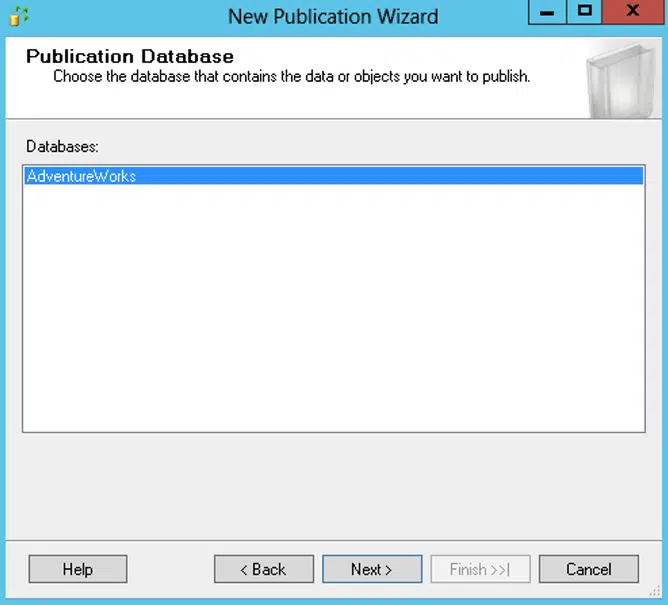 New Publication Wizard
Publication Database
Choose the database that contains the data or objects you want to publish.
Databases:
AdventureWorks
Help
< Back
Next >
Finish >>|
Cancel